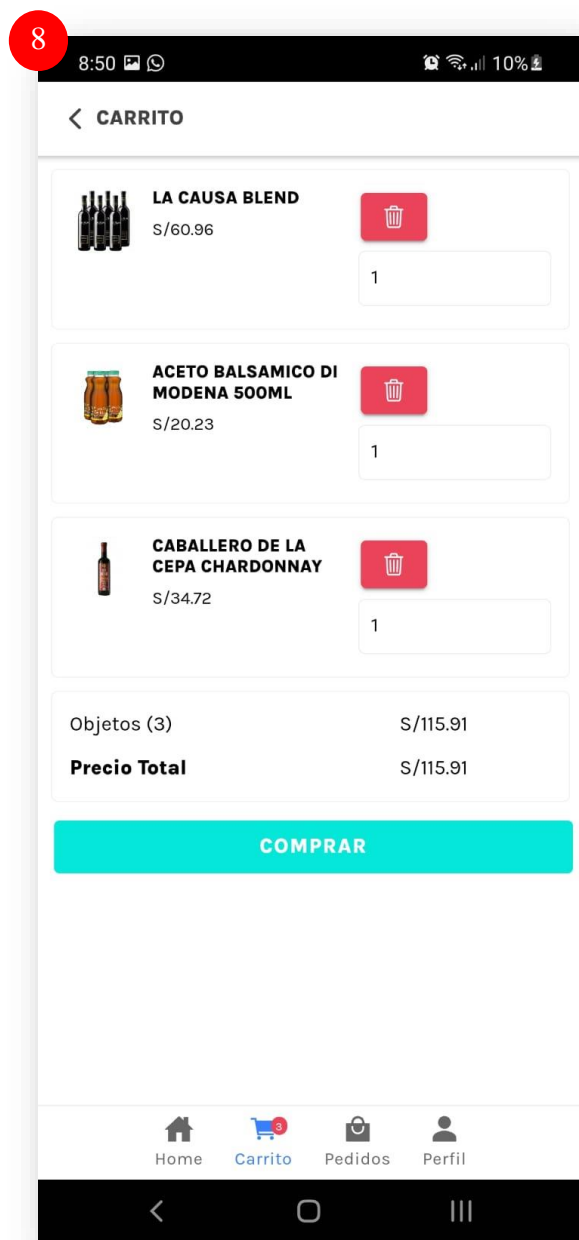 8
8:50 10%
CARRITO
LA CAUSA BLEND
S/60.96
1
ACETO BALSAMICO DI
MODENA 500ML
S/20.23
1
CABALLERO DE LA
CEPA CHARDONNAY
S/34.72
1
Objetos (3) S/115.91
Precio Total S/115.91
COMPRAR
3
Home Carrito Pedidos Perfil